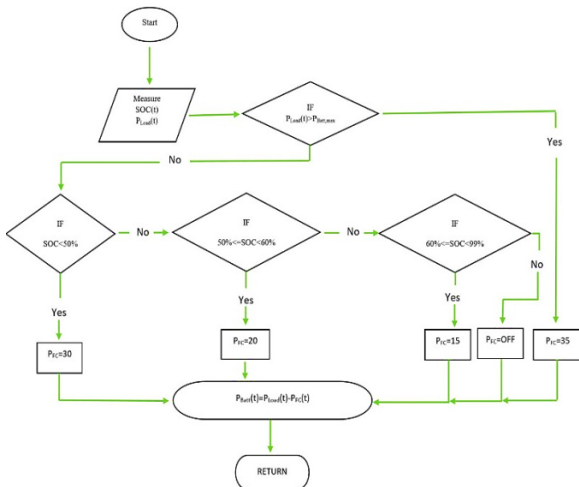 Start
Measure
SOC(t)
PLoad(t)
IF
PLoad(t)>PBatt,max
Yes
No
IF
SOC<50%
No
IF
50%<=SOC<60%
No
IF
60%<=SOC<99%
No
Yes
Yes
Yes
PFC=30
PFC=20
PFC=15
PFC=OFF
PFC=35
PBatt(t)=PLoad(t)-PFC(t)
RETURN